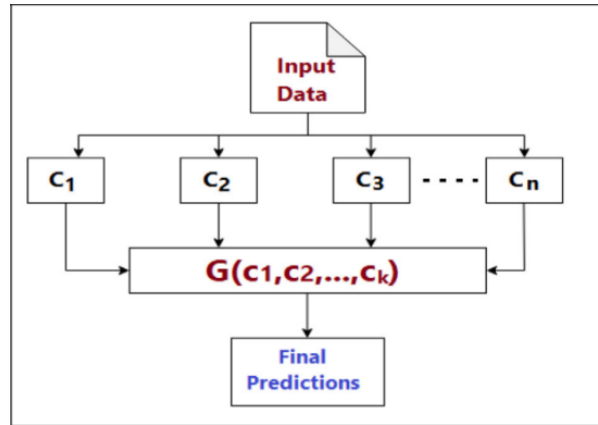 Input
Data
C₁ C₂ C₃ Cₙ
G(C₁,C₂,...,Cₖ)
Final
Predictions